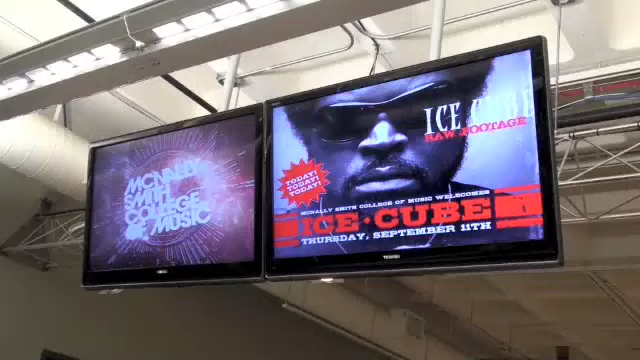 MCNALLY
SMITH
COLLEGE
OF
MUSIC
ICE CUBE
RAW FOOTAGE
TODAY!
TODAY!
TODAY!
MCNALLY SMITH COLLEGE OF MUSIC WELCOMES
ICE • CUBE
THURSDAY, SEPTEMBER 11TH
TOSHIBA